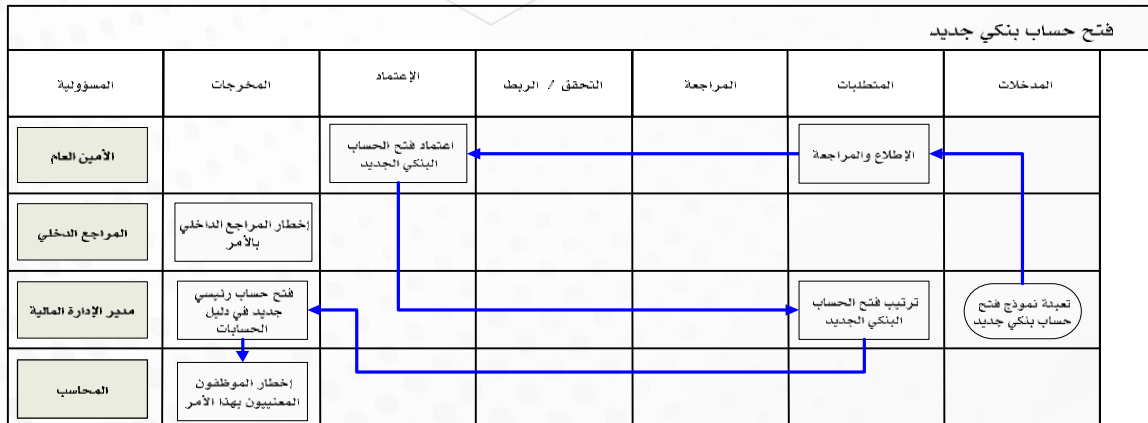 فتح حساب بنكي جديد
المدخلات
المتطلبات
المراجعة
التحقق / الربط
الإعتماد
المخرجات
المسؤولية
الإطلاع والمراجعة
اعتماد فتح الحساب
البنكي الجديد
الأمين العام
إخطار المراجع الداخلي
بالأمر
المراجع الدخلي
تعبئة نموذج فتح
حساب بنكي جديد
ترتيب فتح الحساب
البنكي الجديد
فتح حساب رئيسي
جديد في دليل
الحسابات
مدير الإدارة المالية
إخطار الموظفون
المعنييون بهذا الأمر
المحاسب